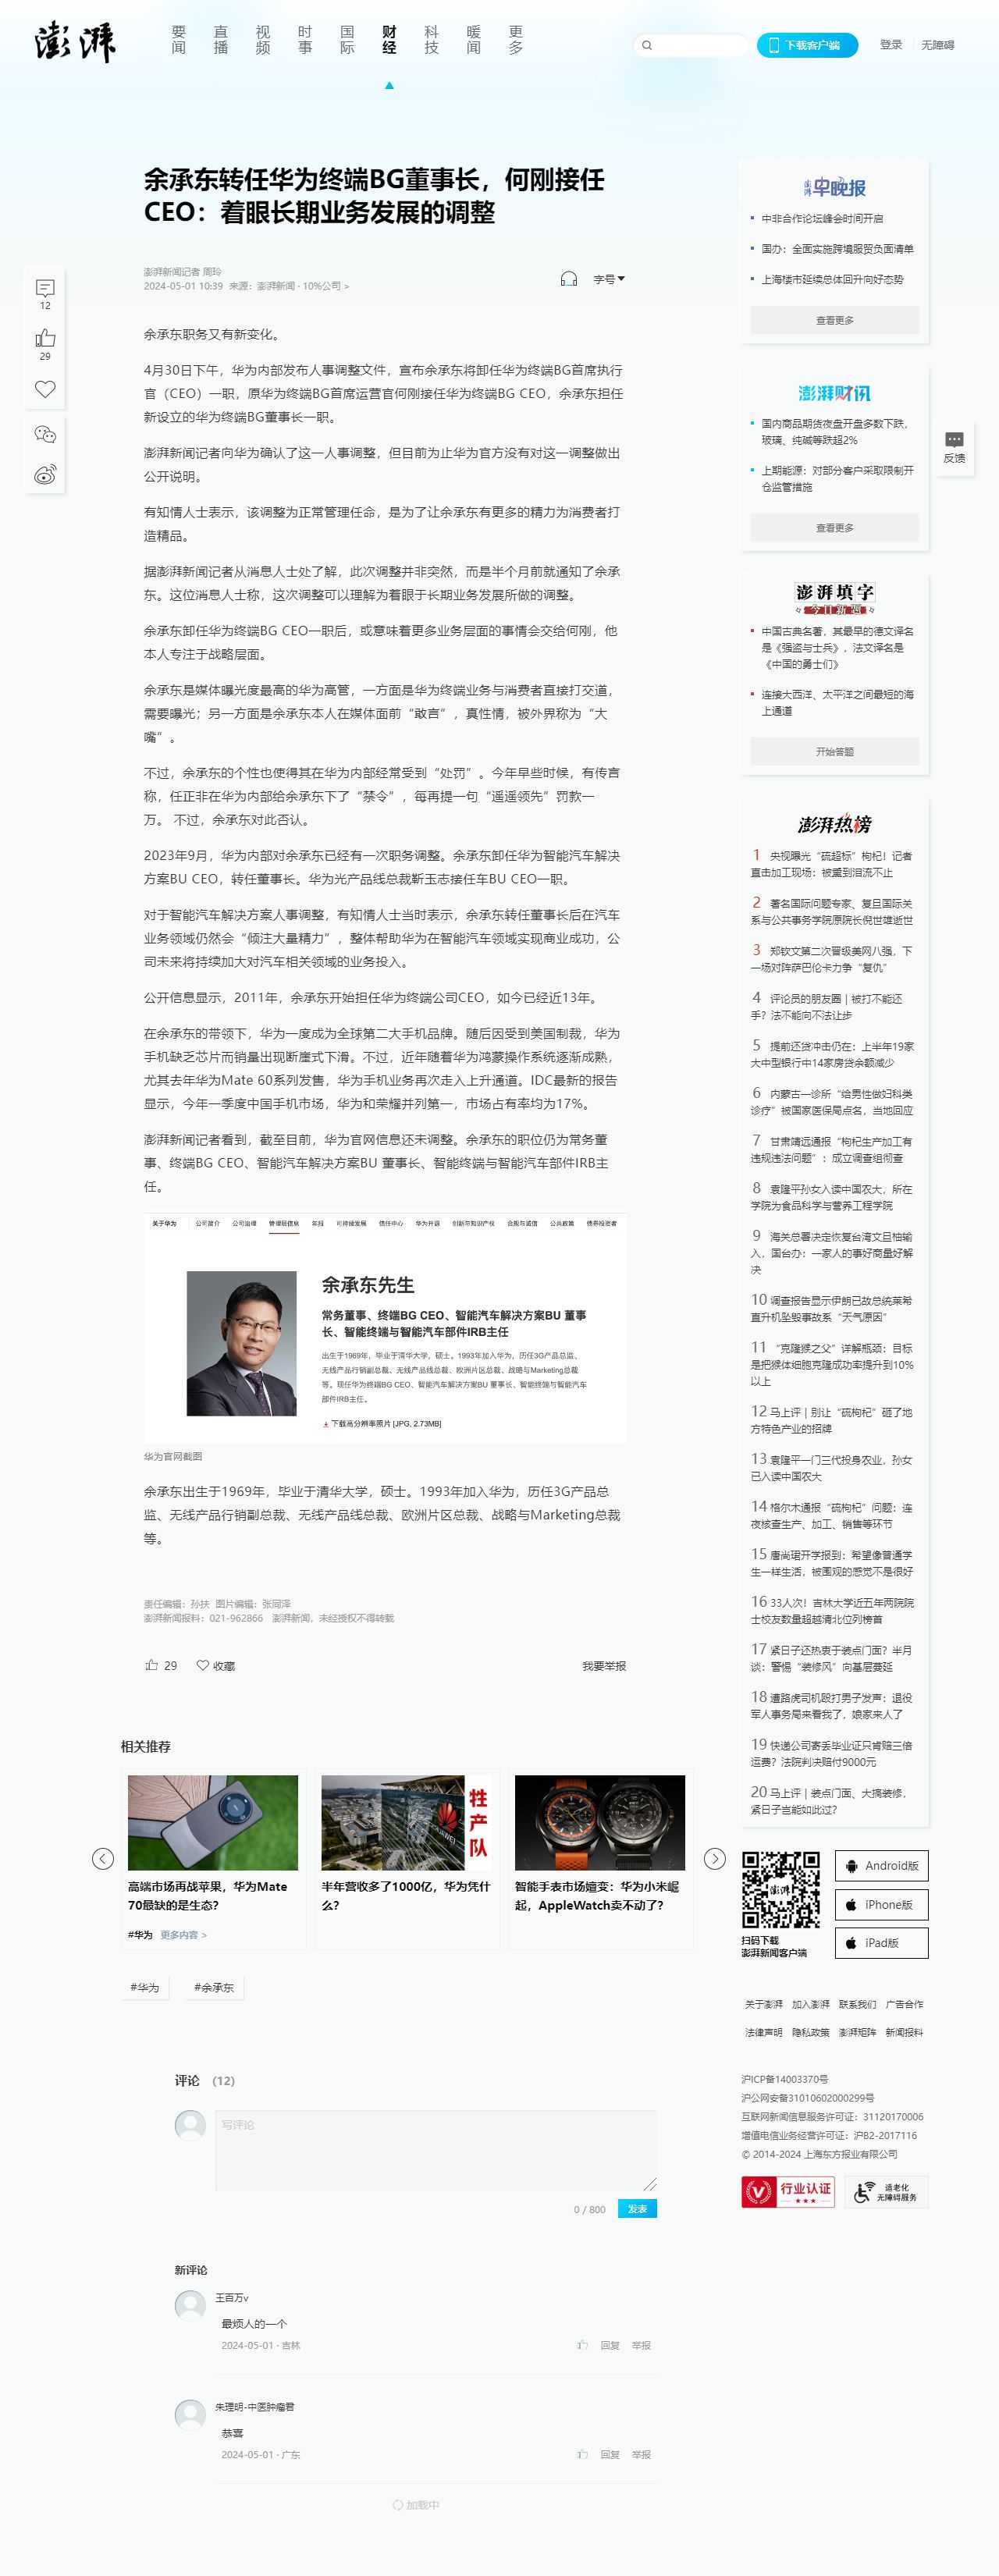 澎湃
要闻
直播
视频
时事
国际
财经
科技
暖闻
更多
下载客户端
登录
无障碍
余承东转任华为终端BG董事长，何刚接任
CEO：着眼长期业务发展的调整
澎湃新闻记者 周玲
2024-05-01 10:39 来源：澎湃新闻 · 10%公司 >
字号
12
29
余承东职务又有新变化。
4月30日下午，华为内部发布人事调整文件，宣布余承东将卸任华为终端BG首席执行
官（CEO）一职，原华为终端BG首席运营官何刚接任华为终端BG CEO，余承东担任
新设立的华为终端BG董事长一职。
澎湃新闻记者向华为确认了这一人事调整，但目前为止华为官方没有对这一调整做出
公开说明。
有知情人士表示，该调整为正常管理任命，是为了让余承东有更多的精力为消费者打
造精品。
据澎湃新闻记者从消息人士处了解，此次调整并非突然，而是半个月前就通知了余承
东。这位消息人士称，这次调整可以理解为着眼于长期业务发展所做的调整。
余承东卸任华为终端BG CEO一职后，或意味着更多业务层面的事情会交给何刚，他
本人专注于战略层面。
余承东是媒体曝光度最高的华为高管，一方面是华为终端业务与消费者直接打交道，
需要曝光；另一方面是余承东本人在媒体面前“敢言”，真性情，被外界称为“大
嘴”。
不过，余承东的个性也使得其在华为内部经常受到“处罚”。今年早些时候，有传言
称，任正非在华为内部给余承东下了“禁令”，每再提一句“遥遥领先”罚款一
万。 不过，余承东对此否认。
2023年9月，华为内部对余承东已经有一次职务调整。余承东卸任华为智能汽车解决
方案BU CEO，转任董事长。华为光产品线总裁靳玉志接任车BU CEO一职。
对于智能汽车解决方案人事调整，有知情人士当时表示，余承东转任董事长后在汽车
业务领域仍然会“倾注大量精力”，整体帮助华为在智能汽车领域实现商业成功，公
司未来将持续加大对汽车相关领域的业务投入。
公开信息显示，2011年，余承东开始担任华为终端公司CEO，如今已经近13年。
在余承东的带领下，华为一度成为全球第二大手机品牌。随后因受到美国制裁，华为
手机缺乏芯片而销量出现断崖式下滑。不过，近年随着华为鸿蒙操作系统逐渐成熟，
尤其去年华为Mate 60系列发售，华为手机业务再次走入上升通道。IDC最新的报告
显示，今年一季度中国手机市场，华为和荣耀并列第一，市场占有率均为17%。
澎湃新闻记者看到，截至目前，华为官网信息还未调整。余承东的职位仍为常务董
事、终端BG CEO、智能汽车解决方案BU 董事长、智能终端与智能汽车部件IRB主
任。
关于华为 公司简介 公司治理 管理层信息 年报 可持续发展 信任中心 华为开源 创新与知识产权 合规与诚信 公共政策 债券投资者
余承东先生
常务董事、终端BG CEO、智能汽车解决方案BU 董事
长、智能终端与智能汽车部件IRB主任
出生于1969年，毕业于清华大学，硕士。1993年加入华为，历任3G产品总监、
无线产品行销副总裁、无线产品线总裁、欧洲片区总裁、战略与Marketing总裁
等。现任华为终端BG CEO、智能汽车解决方案BU 董事长、智能终端与智能汽车
部件IRB主任。
下载高分辨率照片 [JPG, 2.73MB]
华为官网截图
余承东出生于1969年，毕业于清华大学，硕士。1993年加入华为，历任3G产品总
监、无线产品行销副总裁、无线产品线总裁、欧洲片区总裁、战略与Marketing总裁
等。
责任编辑：孙扶 图片编辑：张同泽
澎湃新闻报料：021-962866 澎湃新闻，未经授权不得转载
29
收藏
我要举报
相关推荐
HUAWEI
牲
产
队
高端市场再战苹果，华为Mate
70最缺的是生态？
#华为 更多内容 >
半年营收多了1000亿，华为凭什
么？
智能手表市场嬗变：华为小米崛
起，AppleWatch卖不动了？
#华为
#余承东
评论 （12）
写评论
0 / 800
发表
新评论
王百万v
最烦人的一个
2024-05-01 ∙ 吉林
回复 举报
朱理明-中医肿瘤君
恭喜
2024-05-01 ∙ 广东
回复 举报
加载中
澎湃早晚报
中非合作论坛峰会时间开启
国办：全面实施跨境服贸负面清单
上海楼市延续总体回升向好态势
查看更多
澎湃财讯
国内商品期货夜盘开盘多数下跌，
玻璃、纯碱等跌超2%
上期能源：对部分客户采取限制开
仓监管措施
查看更多
反馈
澎湃填字
今日新题
中国古典名著，其最早的德文译名
是《强盗与士兵》，法文译名是
《中国的勇士们》
连接大西洋、太平洋之间最短的海
上通道
开始答题
澎湃热榜
1 央视曝光“硫超标”枸杞！记者
直击加工现场：被熏到泪流不止
2 著名国际问题专家、复旦国际关
系与公共事务学院原院长倪世雄逝世
3 郑钦文第二次晋级美网八强，下
一场对阵萨巴伦卡力争“复仇”
4 评论员的朋友圈｜被打不能还
手？法不能向不法让步
5 提前还贷冲击仍在：上半年19家
大中型银行中14家房贷余额减少
6 内蒙古一诊所“给男性做妇科类
诊疗”被国家医保局点名，当地回应
7 甘肃靖远通报“枸杞生产加工有
违规违法问题”：成立调查组彻查
8 袁隆平孙女入读中国农大，所在
学院为食品科学与营养工程学院
9 海关总署决定恢复台湾文旦柚输
入，国台办：一家人的事好商量好解
决
10 调查报告显示伊朗已故总统莱希
直升机坠毁事故系“天气原因”
11 “克隆猴之父”详解瓶颈：目标
是把猴体细胞克隆成功率提升到10%
以上
12 马上评｜别让“硫枸杞”砸了地
方特色产业的招牌
13 袁隆平一门三代投身农业，孙女
已入读中国农大
14 格尔木通报“硫枸杞”问题：连
夜核查生产、加工、销售等环节
15 唐尚珺开学报到：希望像普通学
生一样生活，被围观的感觉不是很好
16 33人次！吉林大学近五年两院院
士校友数量超越清北位列榜首
17 紧日子还热衷于装点门面？半月
谈：警惕“装修风”向基层蔓延
18 遭路虎司机殴打男子发声：退役
军人事务局来看我了，娘家来人了
19 快递公司寄丢毕业证只肯赔三倍
运费？法院判决赔付9000元
20 马上评｜装点门面、大搞装修，
紧日子岂能如此过？
澎湃
扫码下载
澎湃新闻客户端
Android版
iPhone版
iPad版
关于澎湃 加入澎湃 联系我们 广告合作
法律声明 隐私政策 澎湃矩阵 新闻报料
沪ICP备14003370号
沪公网安备31010602000299号
互联网新闻信息服务许可证：31120170006
增值电信业务经营许可证：沪B2-2017116
© 2014-2024 上海东方报业有限公司
行业认证
适老化
无障碍服务